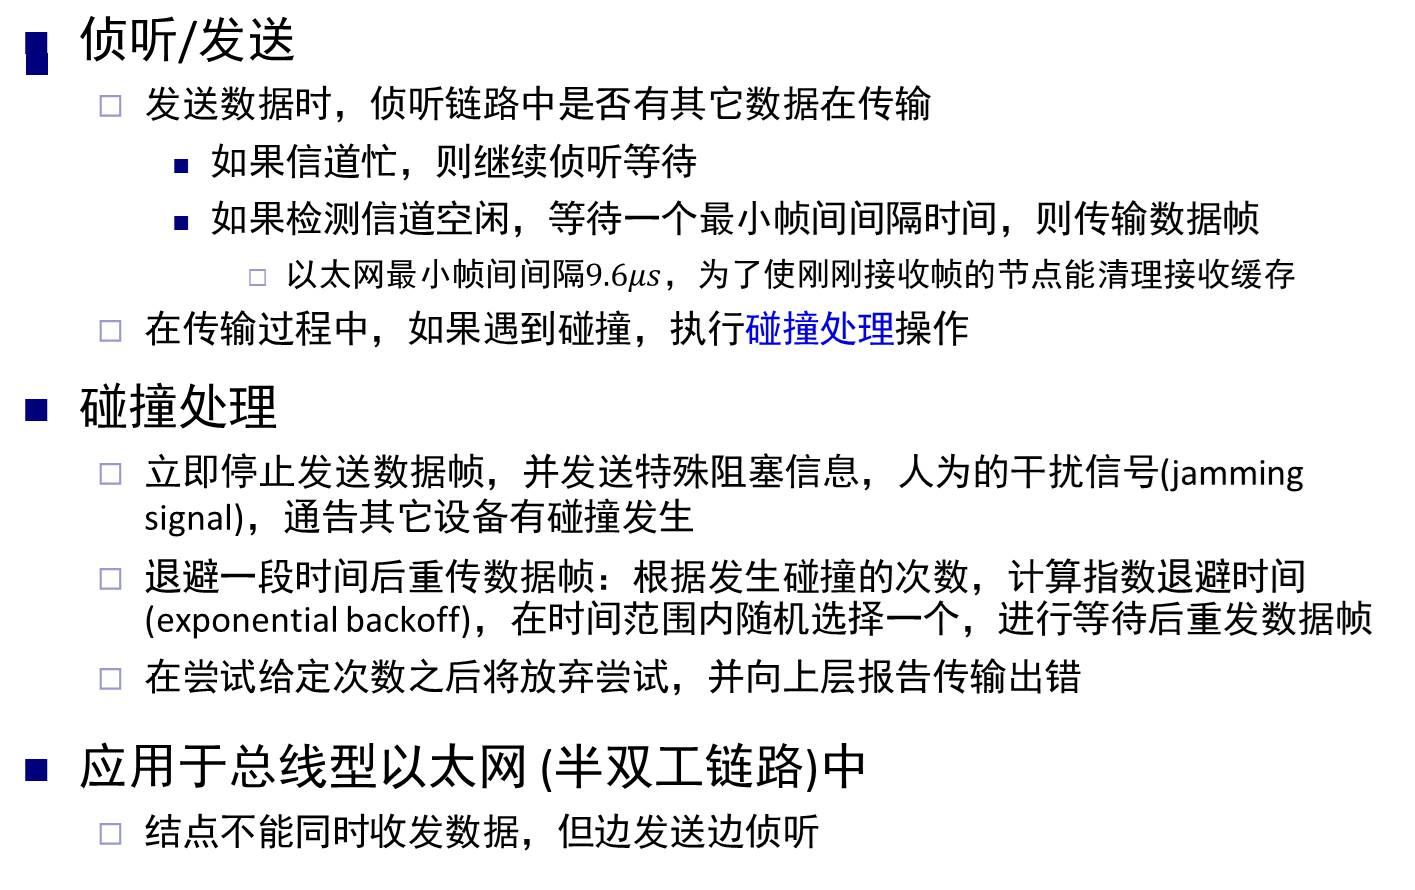 侦听/发送
发送数据时，侦听链路中是否有其它数据在传输
如果信道忙，则继续侦听等待
如果检测信道空闲，等待一个最小帧间间隔时间，则传输数据帧
以太网最小帧间间隔9.6μs，为了使刚刚接收帧的节点能清理接收缓存
在传输过程中，如果遇到碰撞，执行碰撞处理操作
碰撞处理
立即停止发送数据帧，并发送特殊阻塞信息，人为的干扰信号(jamming
signal)，通告其它设备有碰撞发生
退避一段时间后重传数据帧：根据发生碰撞的次数，计算指数退避时间
(exponential backoff)，在时间范围内随机选择一个，进行等待后重发数据帧
在尝试给定次数之后将放弃尝试，并向上层报告传输出错
应用于总线型以太网 (半双工链路)中
结点不能同时收发数据，但边发送边侦听